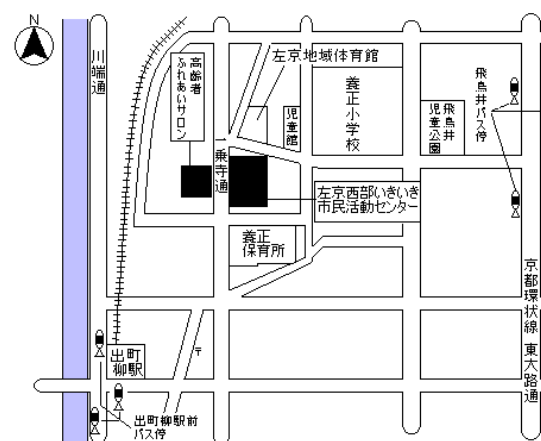 N
川端通
高齢者
ふれあいサロン
左京地域体育館
児童館
養正小学校
飛鳥井
児童公園
飛鳥井バス停
一乗寺通
左京西部いきいき
市民活動センター
養正
保育所
京都環状線 東大路通
出町
柳駅
〒
出町柳駅前
バス停